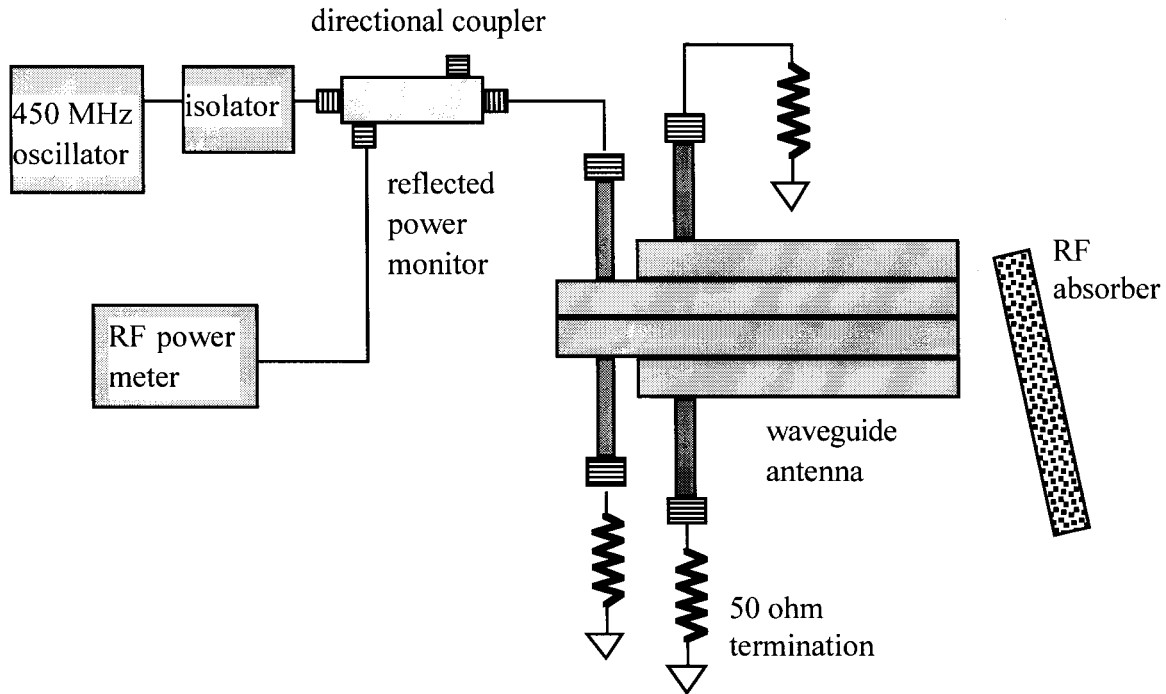 directional coupler
450 MHz
oscillator
isolator
reflected
power
monitor
RF
absorber
RF power
meter
waveguide
antenna
50 ohm
termination